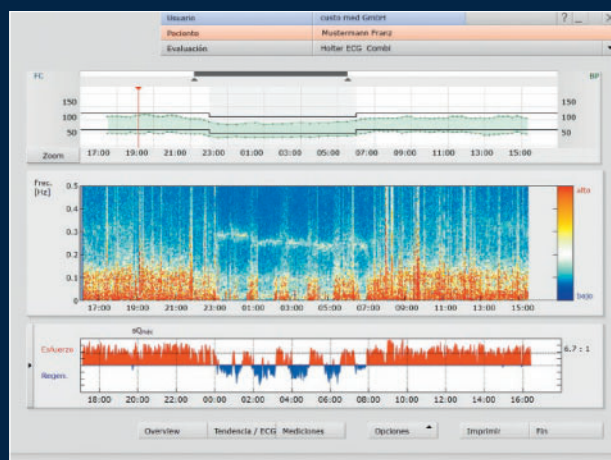 Usuario custo med GmbH ? _ X
Paciente Mustermann Franz
Evaluación Holter ECG Combi
FC BP
150 150
100 100
50 50
17:00 19:00 21:00 23:00 01:00 03:00 05:00 07:00 09:00 11:00 13:00 15:00
Zoom
Frec.
[Hz]
0.5 alto
0.4
0.3
0.2
0.1
0 bajo
17:00 19:00 21:00 23:00 01:00 03:00 05:00 07:00 09:00 11:00 13:00 15:00
Esfuerzo 6.7 : 1
Regen.
18:00 20:00 22:00 00:00 02:00 04:00 06:00 08:00 10:00 12:00 14:00 16:00
Overview Tendencia / ECG Mediciones Opciones Imprimir Fin